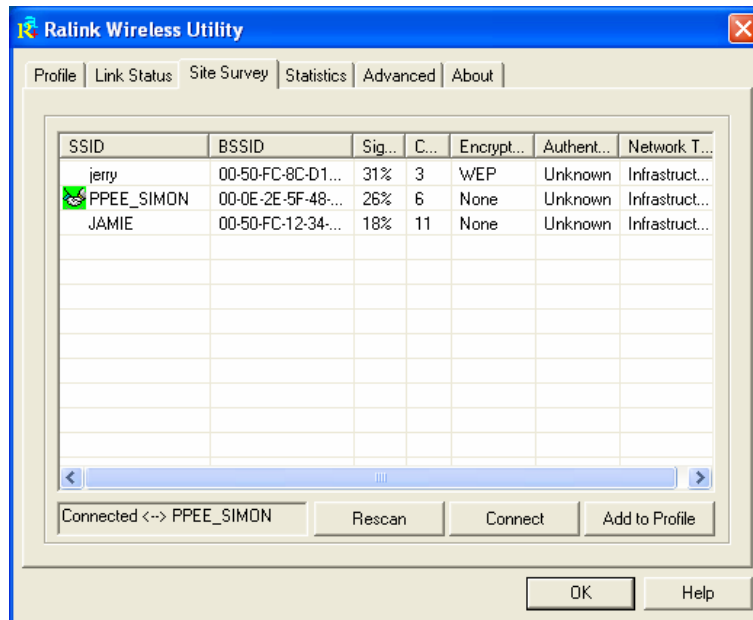 Ralink Wireless Utility
Profile Link Status Site Survey Statistics Advanced About
SSID BSSID Sig... C... Encrypt... Authent... Network T...
jerry 00-50-FC-8C-D1... 31% 3 WEP Unknown Infrastruct...
PPEE_SIMON 00-0E-2E-5F-48-... 26% 6 None Unknown Infrastruct...
JAMIE 00-50-FC-12-34-... 18% 11 None Unknown Infrastruct...
Connected <--> PPEE_SIMON Rescan Connect Add to Profile
OK Help